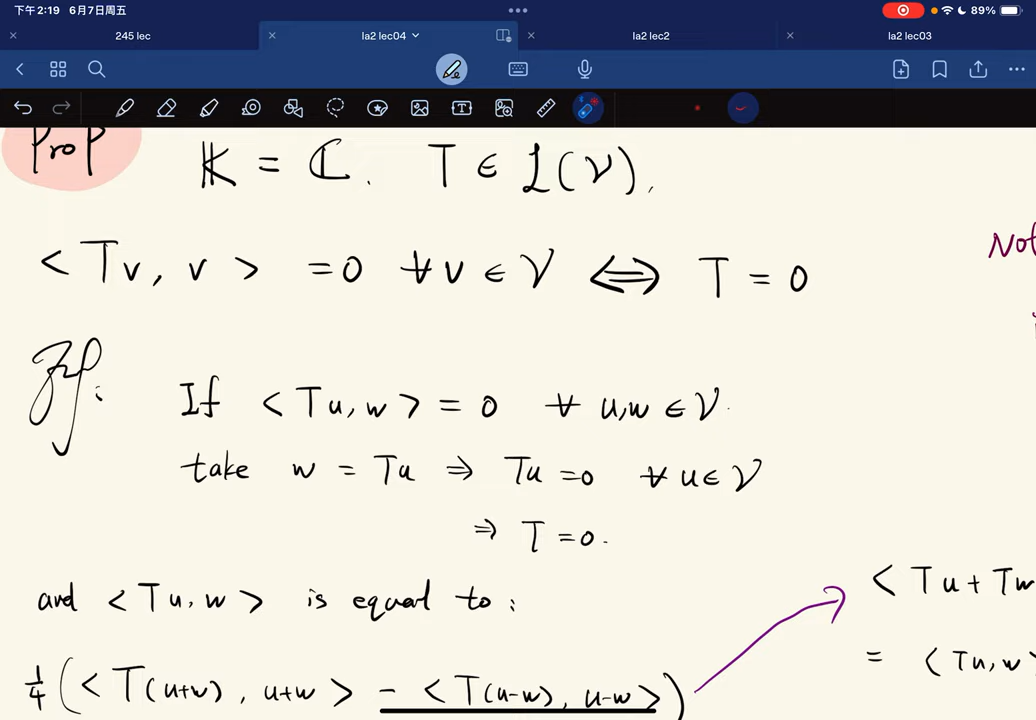 下午2:19 6月7日周五
89%
245 lec
la2 lec04
la2 lec2
la2 lec03
Prop 𝕂 = ℂ. T ∈ ℒ(V).
<Tv, v> =0 ∀v∈V ⟺ T = 0
Not
Pf: If <Tu, w> = 0 ∀ u,w ∈ V.
take w = Tu ⇒ Tu =0 ∀ u∈ V
⇒ T =0.
and <Tu, w> is equal to:
< Tu + Tw
1/4 ( <T(u+w), u+w> - <T(u-w), u-w> )
= <Tu, w>